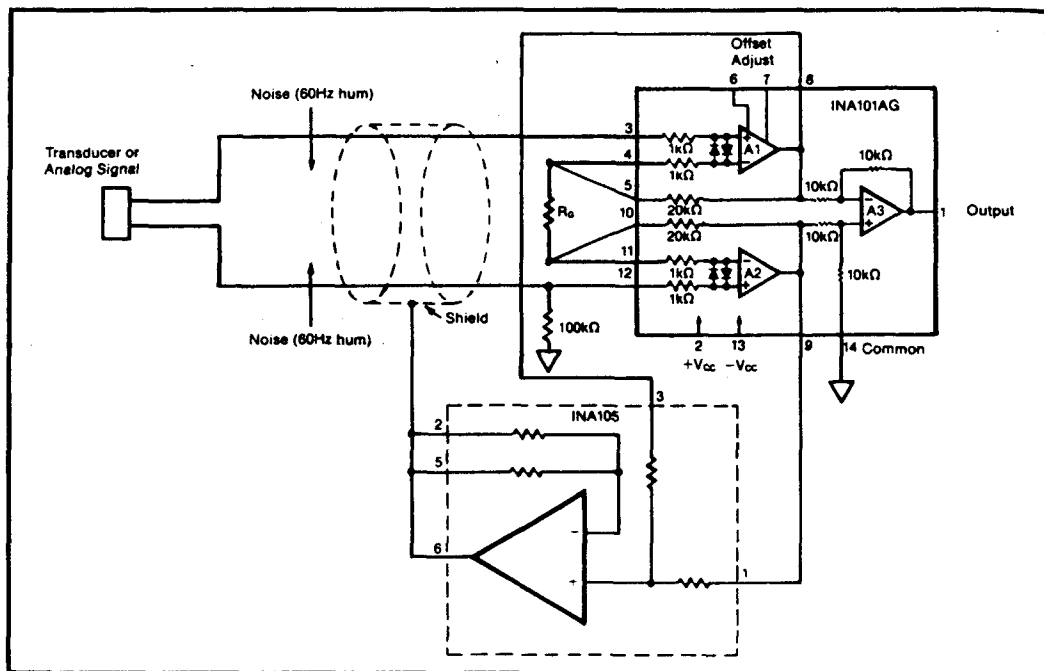 Offset
Adjust
6
7
8
INA101AG
Noise (60Hz hum)
3
1kΩ
A1
4
1kΩ
10kΩ
Transducer or
Analog Signal
5
20kΩ
10kΩ
A3
1
Output
RG
10
20kΩ
10kΩ
11
1kΩ
A2
10kΩ
12
1kΩ
Shield
100kΩ
Noise (60Hz hum)
2
13
9
14
Common
+VCC
−VCC
3
INA105
2
5
6
1